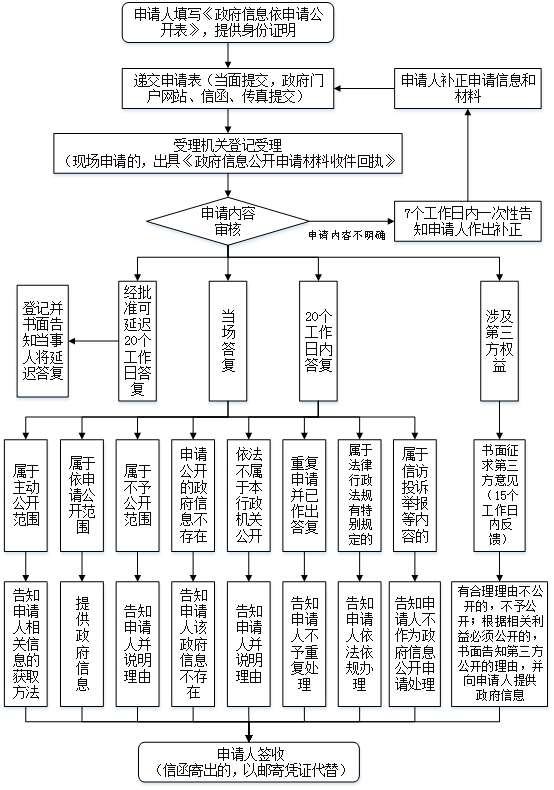 申请人填写《政府信息依申请公
开表》，提供身份证明
递交申请表（当面提交，政府门
户网站、信函、传真提交）
申请人补正申请信息和
材料
受理机关登记受理
（现场申请的，出具《政府信息公开申请材料收件回执》
申请内容
审核
申请内容不明确
7个工作日内一次性告
知申请人作出补正
登记并
书面告
知当事
人将延
迟答复
经批
准可
延迟
20个
工作
日答
复
当
场
答
复
20个
工作
日内
答复
涉及
第三
方权
益
属于
主动
公开
范围
属于
依申
请公
开范
围
属于
不予
公开
范围
申请
公开
的政
府信
息不
存在
依法
不属
于本
行政
机关
公开
重复
申请
并已
作出
答复
属于
法律
行政
法规
有特
别规
定的
属于
信访
投诉
举报
等内
容的
书面征
求第三
方意见
（15个
工作日
内反
馈）
告知
申请
人相
关信
息的
获取
方法
提供
政府
信息
告知
申请
人并
说明
理由
告知
申请
人该
政府
信息
不存
在
告知
申请
人并
说明
理由
告知
申请
人不
予重
复处
理
告知
申请
人依
法依
规办
理
告知申
请人不
作为政
府信息
公开申
请处理
有合理理由不公
开的，不予公
开；根据相关利
益必须公开的，
书面告知第三方
公开的理由，并
向申请人提供
政府信息
申请人签收
（信函寄出的，以邮寄凭证代替）